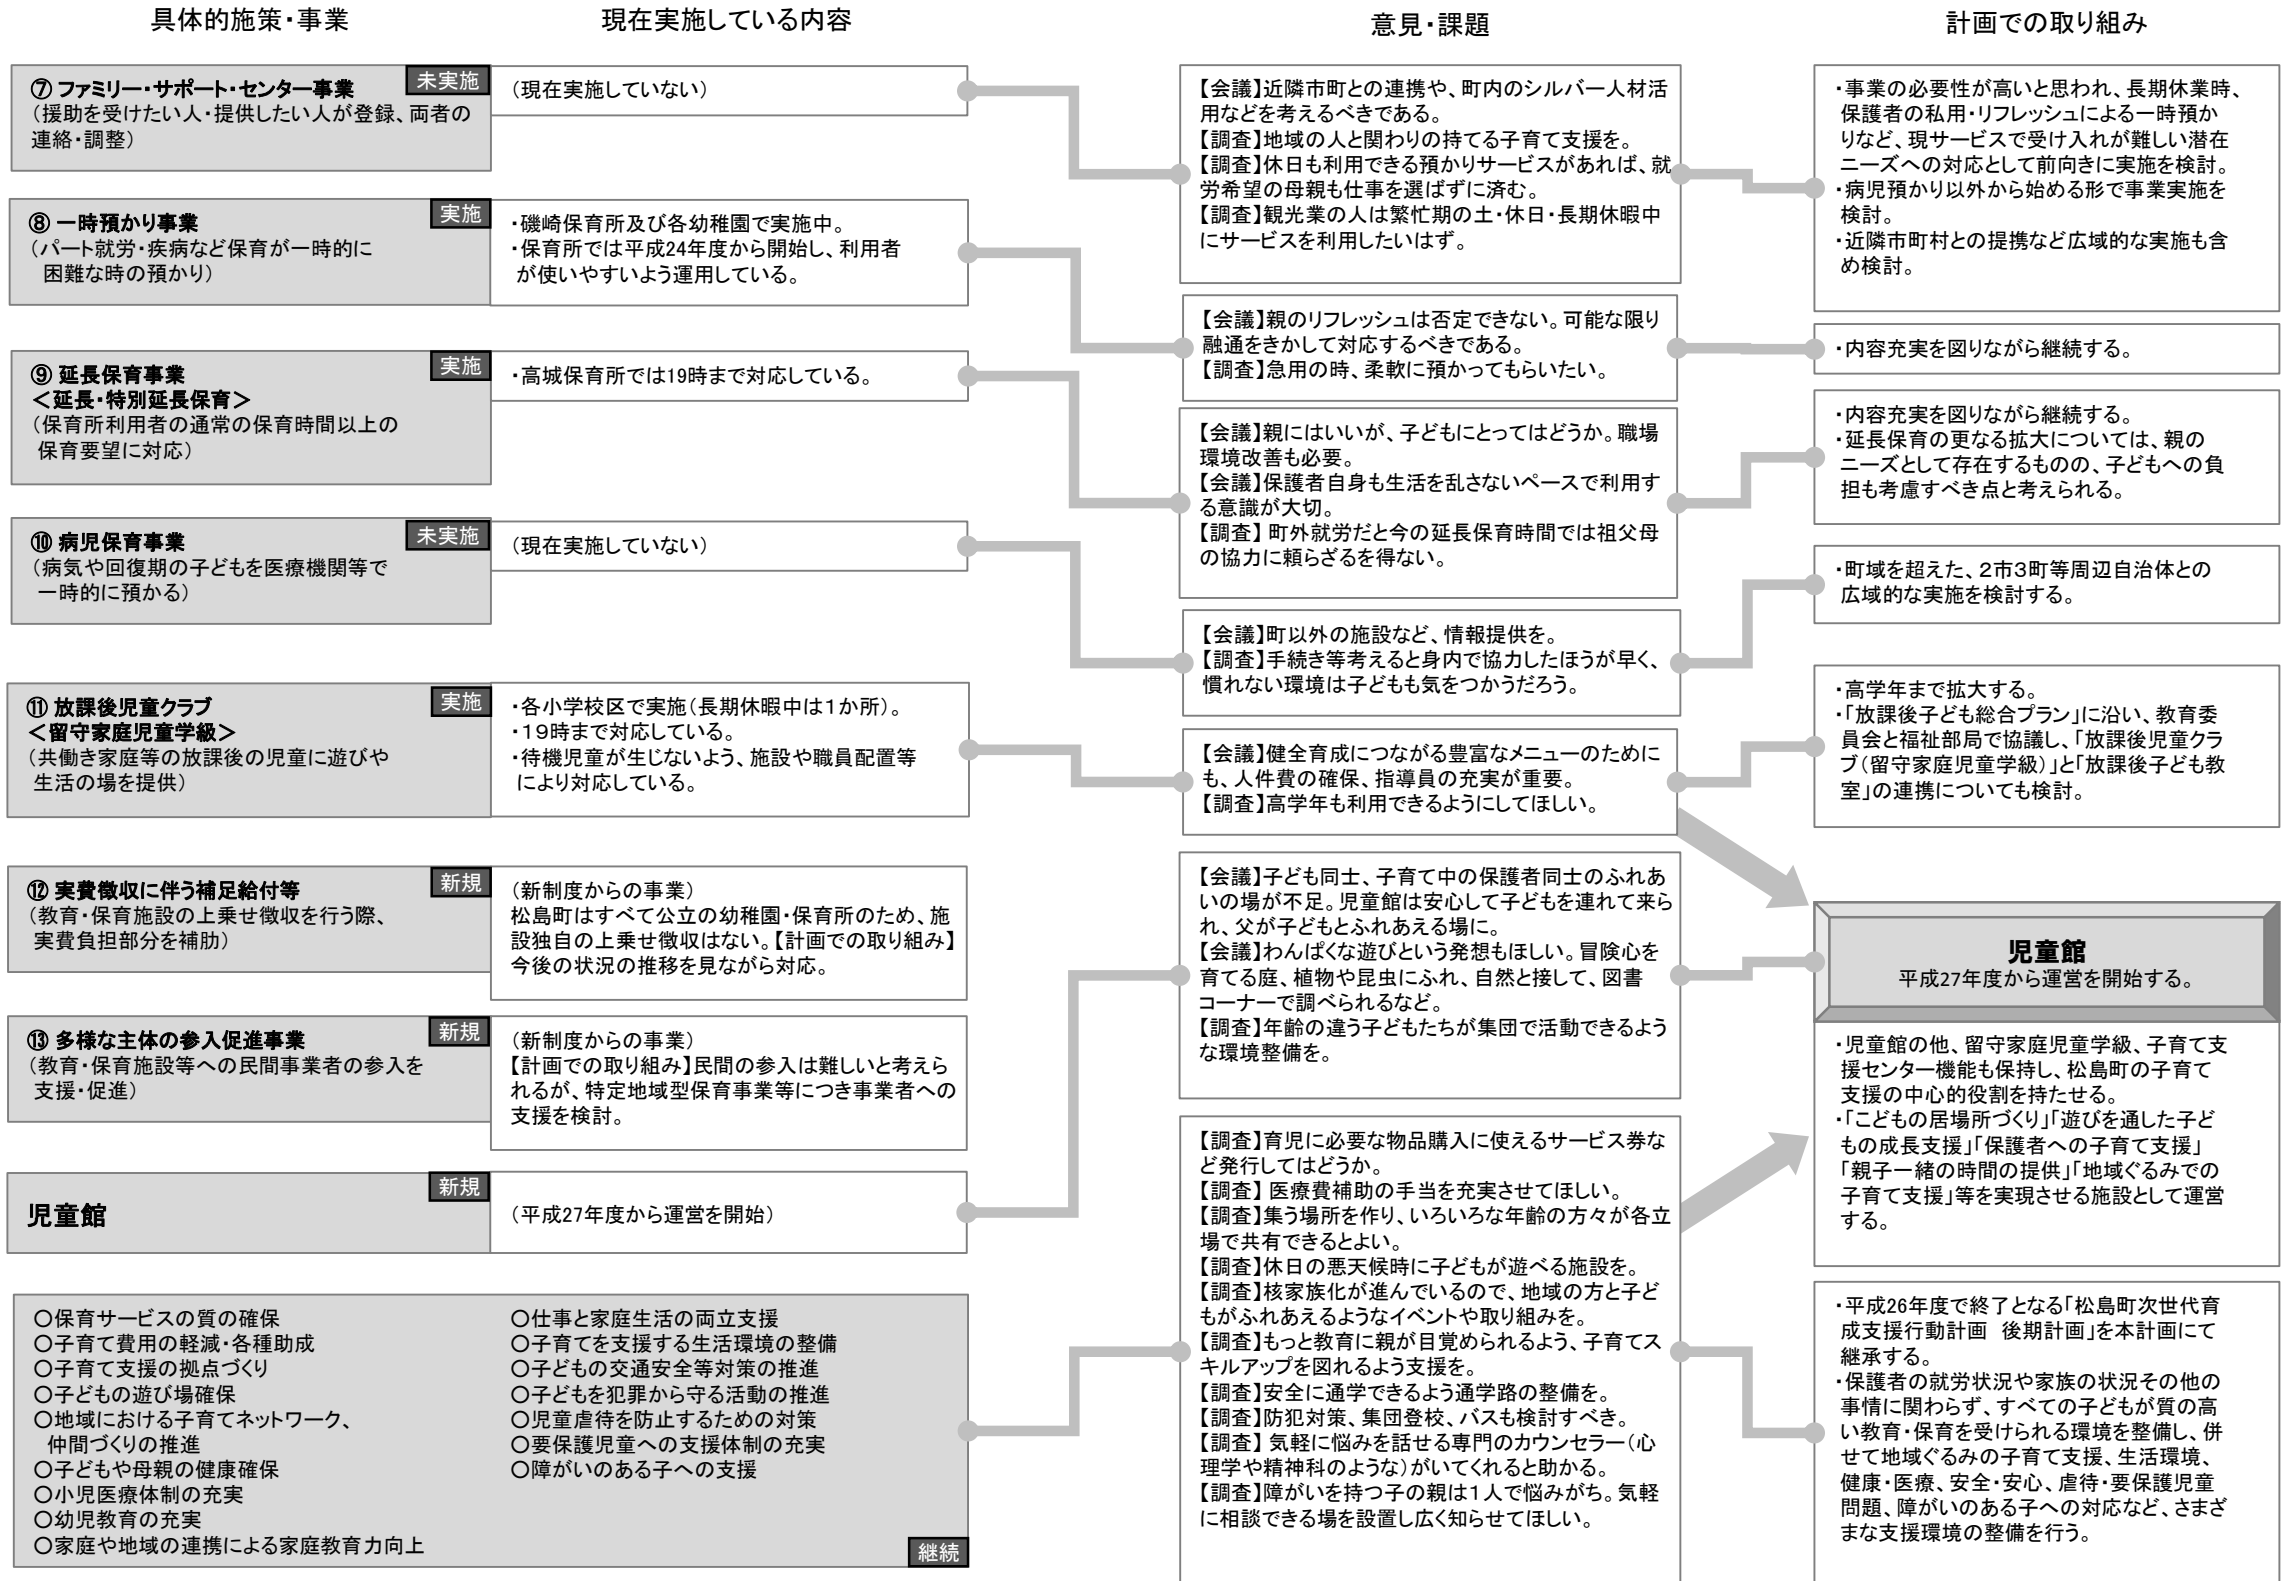 具体的施策・事業
現在実施している内容
意見・課題
計画での取り組み
⑦ ファミリー・サポート・センター事業
未実施
（援助を受けたい人・提供したい人が登録、両者の
連絡・調整）
（現在実施していない）
【会議】近隣市町との連携や、町内のシルバー人材活
用などを考えるべきである。
【調査】地域の人と関わりの持てる子育て支援を。
【調査】休日も利用できる預かりサービスがあれば、就
労希望の母親も仕事を選ばずに済む。
【調査】観光業の人は繁忙期の土・休日・長期休暇中
にサービスを利用したいはず。
・事業の必要性が高いと思われ、長期休業時、
保護者の私用・リフレッシュによる一時預か
りなど、現サービスで受け入れが難しい潜在
ニーズへの対応として前向きに実施を検討。
・病児預かり以外から始める形で事業実施を
検討。
・近隣市町村との提携など広域的な実施も含
め検討。
⑧ 一時預かり事業
実施
（パート就労・疾病など保育が一時的に
困難な時の預かり）
・磯崎保育所及び各幼稚園で実施中。
・保育所では平成24年度から開始し、利用者
が使いやすいよう運用している。
【会議】親のリフレッシュは否定できない。可能な限り
融通をきかして対応するべきである。
【調査】急用の時、柔軟に預かってもらいたい。
・内容充実を図りながら継続する。
⑨ 延長保育事業
実施
＜延長・特別延長保育＞
（保育所利用者の通常の保育時間以上の
保育要望に対応）
・高城保育所では19時まで対応している。
【会議】親にはいいが、子どもにとってはどうか。職場
環境改善も必要。
【会議】保護者自身も生活を乱さないペースで利用す
る意識が大切。
【調査】 町外就労だと今の延長保育時間では祖父母
の協力に頼らざるを得ない。
・内容充実を図りながら継続する。
・延長保育の更なる拡大については、親の
ニーズとして存在するものの、子どもへの負
担も考慮すべき点と考えられる。
⑩ 病児保育事業
未実施
（病気や回復期の子どもを医療機関等で
一時的に預かる）
（現在実施していない）
【会議】町以外の施設など、情報提供を。
【調査】手続き等考えると身内で協力したほうが早く、
慣れない環境は子どもも気をつかうだろう。
・町域を超えた、２市３町等周辺自治体との
広域的な実施を検討する。
⑪ 放課後児童クラブ
実施
＜留守家庭児童学級＞
（共働き家庭等の放課後の児童に遊びや
生活の場を提供）
・各小学校区で実施（長期休暇中は１か所）。
・１９時まで対応している。
・待機児童が生じないよう、施設や職員配置等
により対応している。
【会議】健全育成につながる豊富なメニューのためにも
も、人件費の確保、指導員の充実が重要。
【調査】高学年も利用できるようにしてほしい。
・高学年まで拡大する。
・「放課後子ども総合プラン」に沿い、教育委
員会と福祉部局で協議し、「放課後児童クラ
ブ（留守家庭児童学級）」と「放課後子ども教
室」の連携についても検討。
⑫ 実費徴収に伴う補足給付等
新規
（教育・保育施設の上乗せ徴収を行う際、
実費負担部分を補助）
（新制度からの事業）
松島町はすべて公立の幼稚園・保育所のため、施
設独自の上乗せ徴収はない。【計画での取り組み】
今後の状況の推移を見ながら対応。
⑬ 多様な主体の参入促進事業
新規
（教育・保育施設等への民間事業者の参入を
支援・促進）
（新制度からの事業）
【計画での取り組み】民間の参入は難しいと考えら
れるが、特定地域型保育事業等につき事業者への
支援を検討。
児童館
新規
（平成27年度から運営を開始）
【会議】子ども同士、子育て中の保護者同士のふれあ
いの場が不足。児童館は安心して子どもを連れて来ら
れ、父が子どもとふれあえる場に。
【会議】わんぱくな遊びという発想もほしい。冒険心を
育てる庭、植物や昆虫にふれ、自然と接して、図書
コーナーで調べられるなど。
【調査】年齢の違う子どもたちが集団で活動できるよう
な環境整備を。
児童館
平成27年度から運営を開始する。
・児童館の他、留守家庭児童学級、子育て支
援センター機能も保持し、松島町の子育て
支援の中心的役割を持たせる。
・「こどもの居場所づくり」「遊びを通した子ど
もの成長支援」「保護者への子育て支援」
「親子一緒の時間の提供」「地域ぐるみでの
子育て支援」等を実現させる施設として運営
する。
〇保育サービスの質の確保
〇子育て費用の軽減・各種助成
〇子育て支援の拠点づくり
〇子どもの遊び場確保
〇地域における子育てネットワーク、
仲間づくりの推進
〇子どもや母親の健康確保
〇小児医療体制の充実
〇幼児教育の充実
〇家庭や地域の連携による家庭教育力向上
〇仕事と家庭生活の両立支援
〇子育てを支援する生活環境の整備
〇子どもの交通安全等対策の推進
〇子どもを犯罪から守る活動の推進
〇児童虐待を防止するための対策
〇要保護児童への支援体制の充実
〇障がいのある子への支援
継続
【調査】育児に必要な物品購入に使えるサービス券な
ど発行してはどうか。
【調査】 医療費補助の手当を充実させてほしい。
【調査】集う場所を作り、いろいろな年齢の方々が各立
場で共有できるとよい。
【調査】休日の悪天候時に子どもが遊べる施設を。
【調査】核家族化が進んでいるので、地域の方と子ど
もがふれあえるようなイベントや取り組みを。
【調査】もっと教育に親が目覚められるよう、子育てス
キルアップを図れるよう支援を。
【調査】安全に通学できるよう通学路の整備を。
【調査】防犯対策、集団登校、バスも検討すべき。
【調査】 気軽に悩みを話せる専門のカウンセラー（心
理学や精神科のような）がいてくれると助かる。
【調査】障がいを持つ子の親は１人で悩みがち。気軽
に相談できる場を設置し広く知らせてほしい。
・平成26年度で終了となる「松島町次世代育
成支援行動計画　後期計画」を本計画にて
継承する。
・保護者の就労状況や家族の状況その他の
事情に関わらず、すべての子どもが質の高
い教育・保育を受けられる環境を整備し、併
せて地域ぐるみの子育て支援、生活環境、
健康・医療、安全・安心、虐待・要保護児童
問題、障がいのある子への対応など、さまざ
まな支援環境の整備を行う。